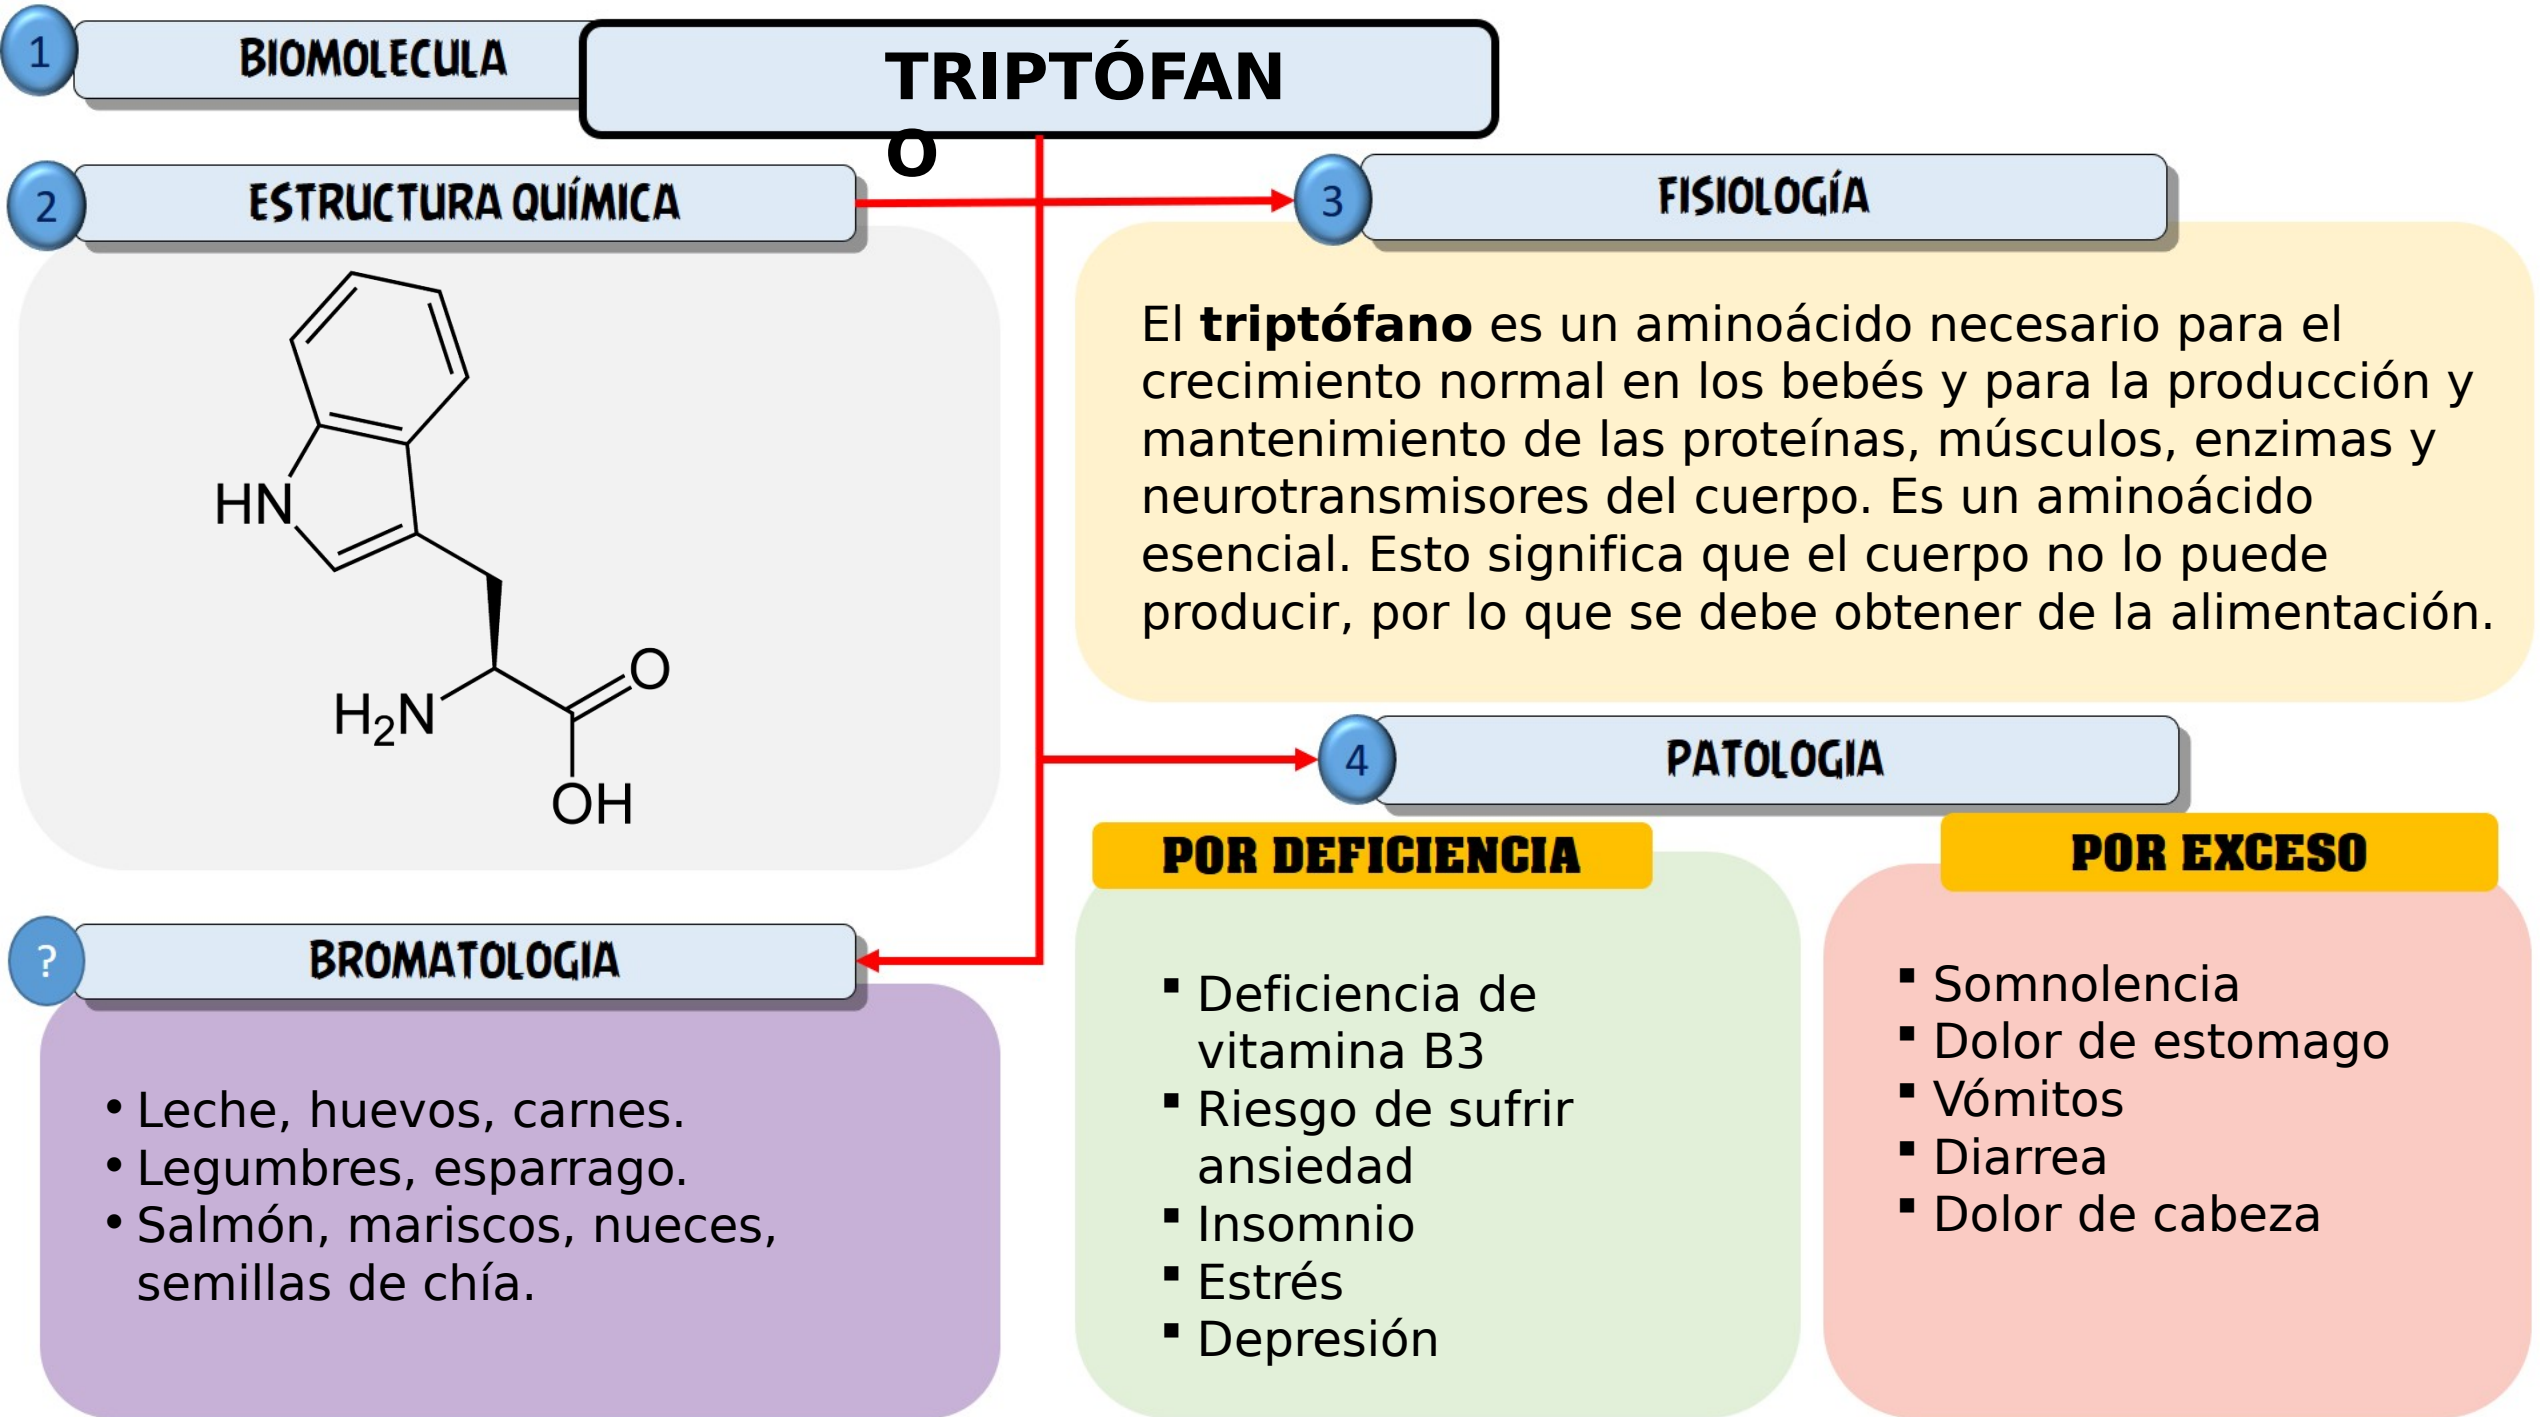 1
BIOMOLECULA
TRIPTÓFAN
O
2
ESTRUCTURA QUÍMICA
HN
H2N
O
OH
3
FISIOLOGÍA
El triptófano es un aminoácido necesario para el
crecimiento normal en los bebés y para la producción y
mantenimiento de las proteínas, músculos, enzimas y
neurotransmisores del cuerpo. Es un aminoácido
esencial. Esto significa que el cuerpo no lo puede
producir, por lo que se debe obtener de la alimentación.
4
PATOLOGIA
POR DEFICIENCIA
▪ Deficiencia de
vitamina B3
▪ Riesgo de sufrir
ansiedad
▪ Insomnio
▪ Estrés
▪ Depresión
POR EXCESO
▪ Somnolencia
▪ Dolor de estomago
▪ Vómitos
▪ Diarrea
▪ Dolor de cabeza
?
BROMATOLOGIA
• Leche, huevos, carnes.
• Legumbres, esparrago.
• Salmón, mariscos, nueces,
semillas de chía.